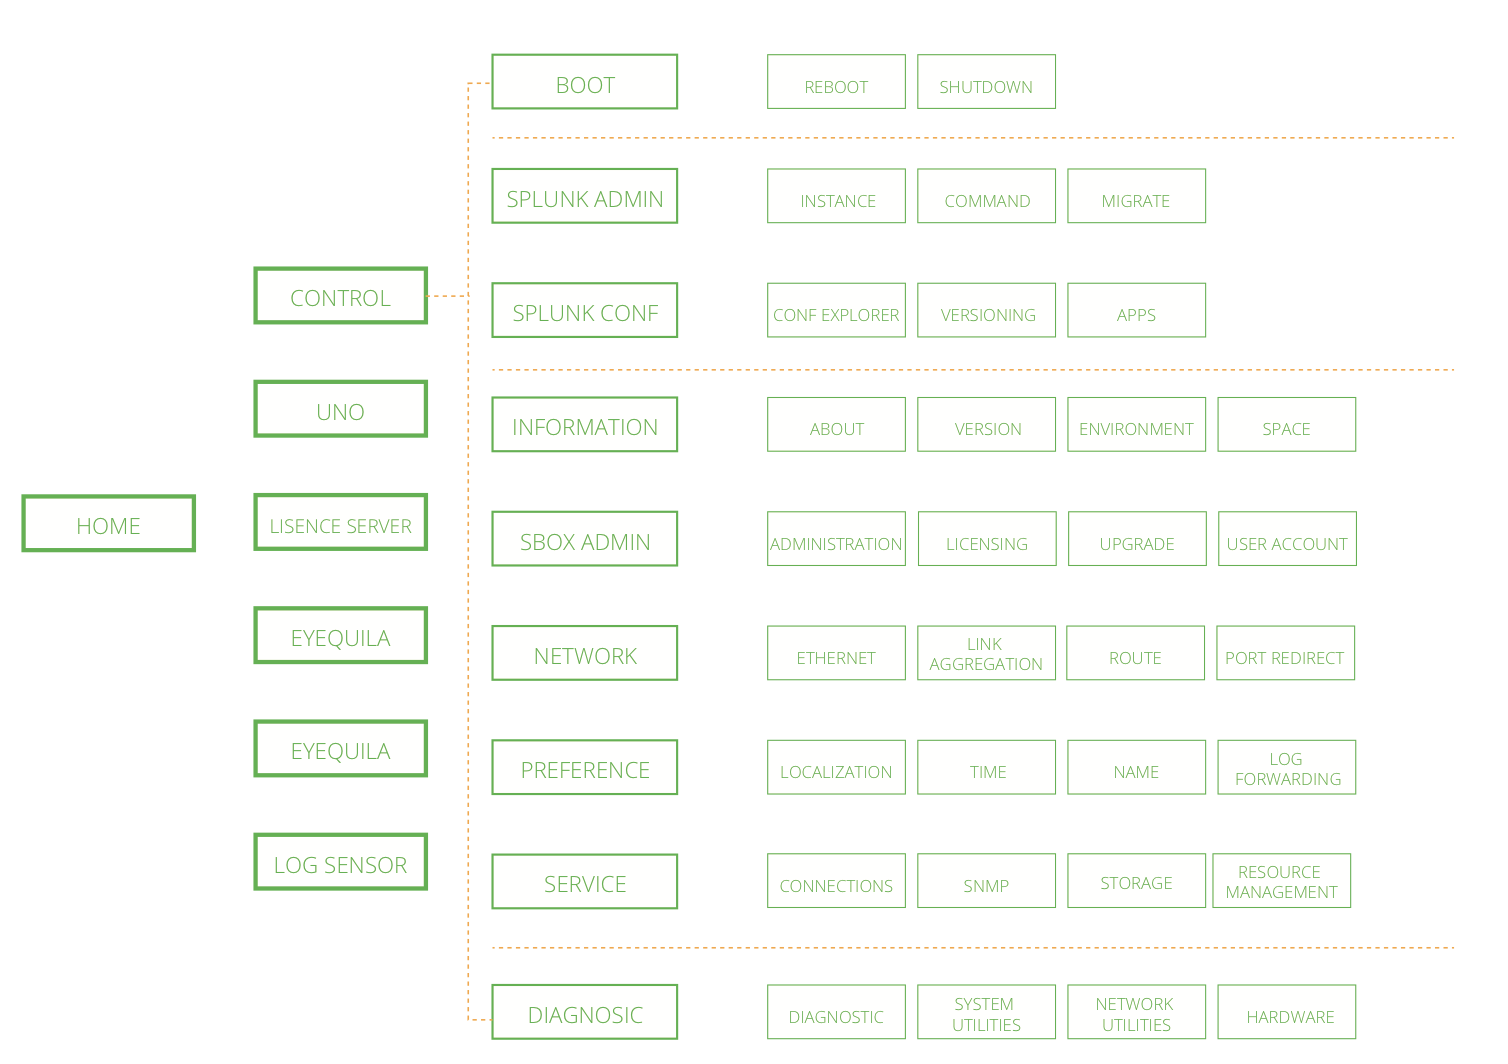 HOME
CONTROL
UNO
LISENCE SERVER
EYEQUILA
EYEQUILA
LOG SENSOR
BOOT
REBOOT
SHUTDOWN
SPLUNK ADMIN
INSTANCE
COMMAND
MIGRATE
SPLUNK CONF
CONF EXPLORER
VERSIONING
APPS
INFORMATION
ABOUT
VERSION
ENVIRONMENT
SPACE
SBOX ADMIN
ADMINISTRATION
LICENSING
UPGRADE
USER ACCOUNT
NETWORK
ETHERNET
LINK
AGGREGATION
ROUTE
PORT REDIRECT
PREFERENCE
LOCALIZATION
TIME
NAME
LOG
FORWARDING
SERVICE
CONNECTIONS
SNMP
STORAGE
RESOURCE
MANAGEMENT
DIAGNOSIC
DIAGNOSTIC
SYSTEM
UTILITIES
NETWORK
UTILITIES
HARDWARE